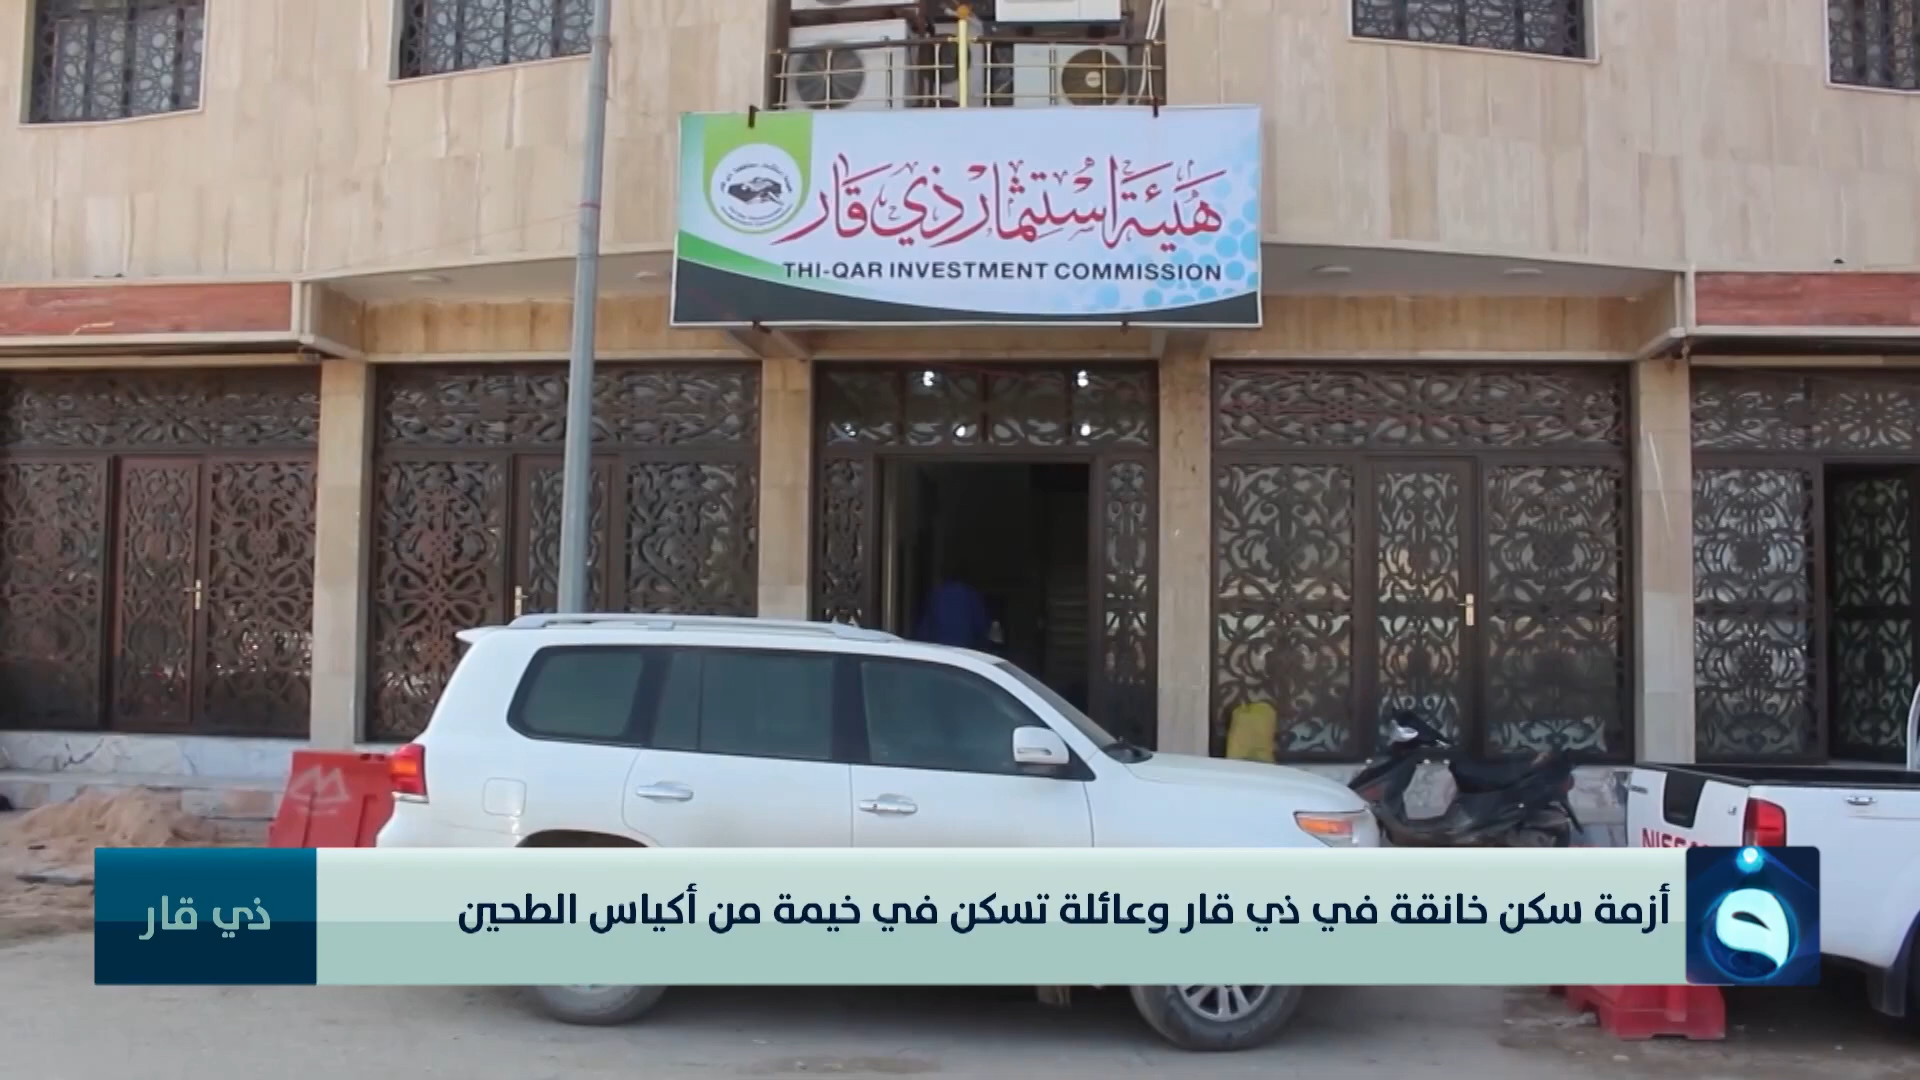 هيئة استثمار ذي قار
THI-QAR INVESTMENT COMMISSION
أزمة سكن خانقة في ذي قار وعائلة تسكن في خيمة من أكياس الطحين
ذي قار